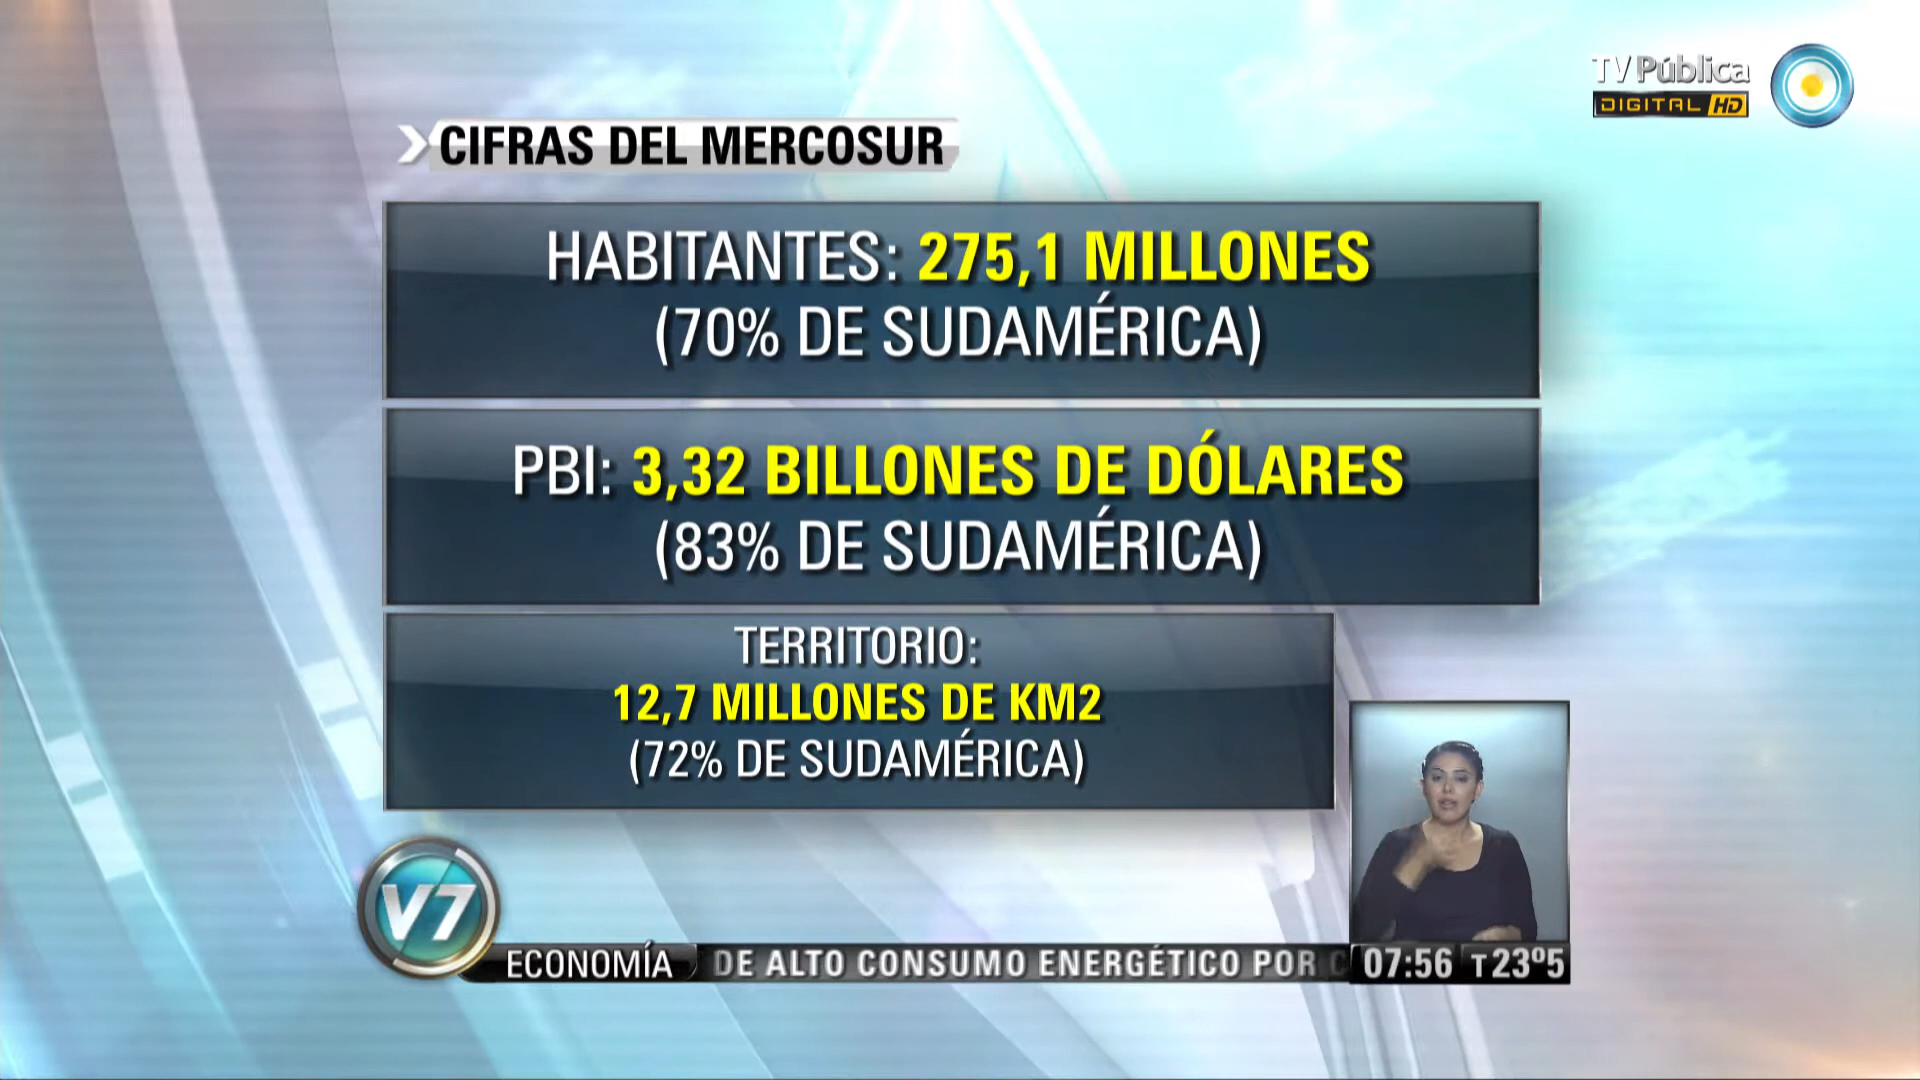 TV Pública
DIGITAL HD
CIFRAS DEL MERCOSUR
HABITANTES: 275,1 MILLONES
(70% DE SUDAMÉRICA)
PBI: 3,32 BILLONES DE DÓLARES
(83% DE SUDAMÉRICA)
TERRITORIO:
12,7 MILLONES DE KM2
(72% DE SUDAMÉRICA)
V7
ECONOMÍA DE ALTO CONSUMO ENERGÉTICO POR 07:56 T 23º5